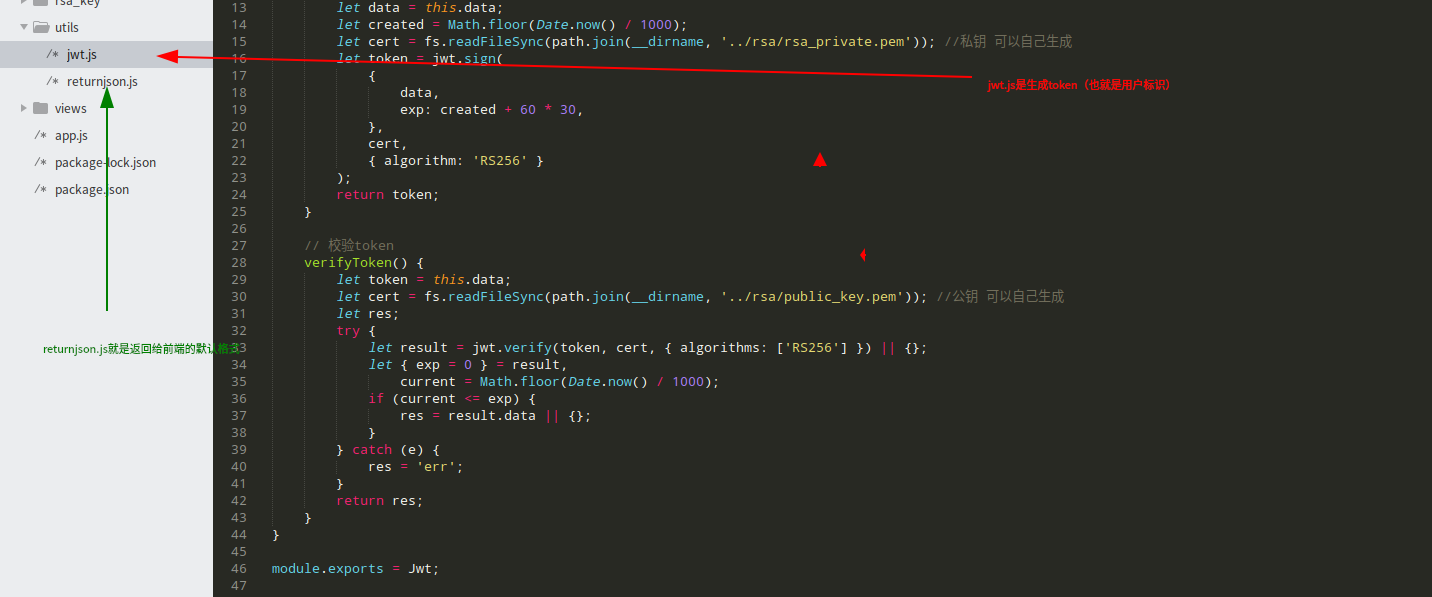 rsa_key
utils
/* jwt.js
/* returnjson.js
views
/* app.js
/* package-lock.json
/* package.json
returnjson.js就是返回给前端的默认格式
jwt.js是生成token（也就是用户标识）
13 let data = this.data;
14 let created = Math.floor(Date.now() / 1000);
15 let cert = fs.readFileSync(path.join(__dirname, '../rsa/rsa_private.pem')); //私钥 可以自己生成
16 let token = jwt.sign(
17 {
18 data,
19 exp: created + 60 * 30,
20 },
21 cert,
22 { algorithm: 'RS256' }
23 );
24 return token;
25 }
26
27 // 校验token
28 verifyToken() {
29 let token = this.data;
30 let cert = fs.readFileSync(path.join(__dirname, '../rsa/public_key.pem')); //公钥 可以自己生成
31 let res;
32 try {
33 let result = jwt.verify(token, cert, { algorithms: ['RS256'] }) || {};
34 let { exp = 0 } = result,
35 current = Math.floor(Date.now() / 1000);
36 if (current <= exp) {
37 res = result.data || {};
38 }
39 } catch (e) {
40 res = 'err';
41 }
42 return res;
43 }
44 }
45
46 module.exports = Jwt;
47